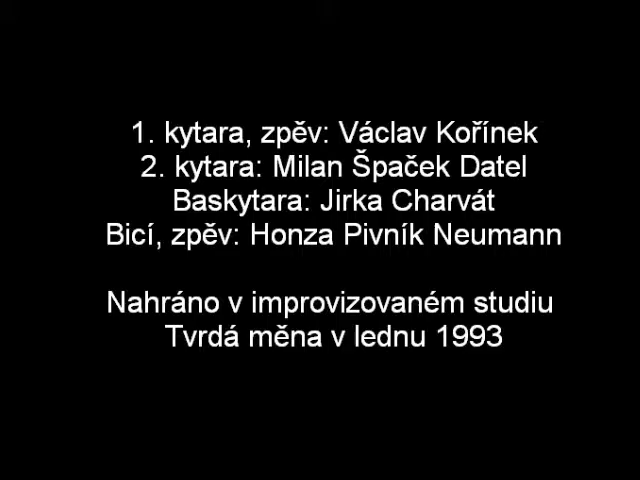 1. kytara, zpěv: Václav Kořínek
2. kytara: Milan Špaček Datel
Baskytara: Jirka Charvát
Bicí, zpěv: Honza Pivník Neumann
Nahráno v improvizovaném studiu
Tvrdá měna v lednu 1993